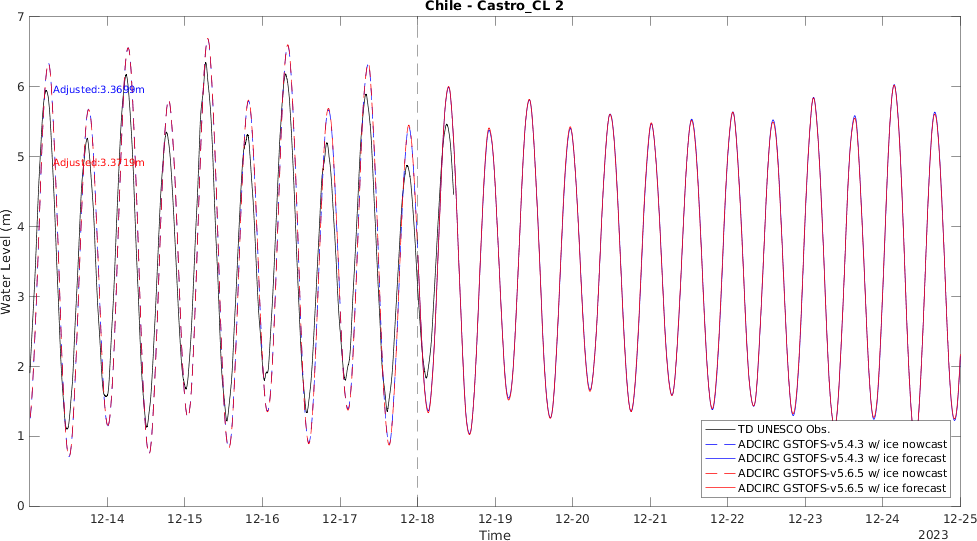 Chile - Castro_CL 2
7
6
5
4
3
2
1
0
Water Level (m)
Adjusted:3.3699m
Adjusted:3.3719m
TD UNESCO Obs.
ADCIRC GSTOFS-v5.4.3 w/ ice nowcast
ADCIRC GSTOFS-v5.4.3 w/ ice forecast
ADCIRC GSTOFS-v5.6.5 w/ ice nowcast
ADCIRC GSTOFS-v5.6.5 w/ ice forecast
12-14 12-15 12-16 12-17 12-18 12-19 12-20 12-21 12-22 12-23 12-24 12-25
Time
2023